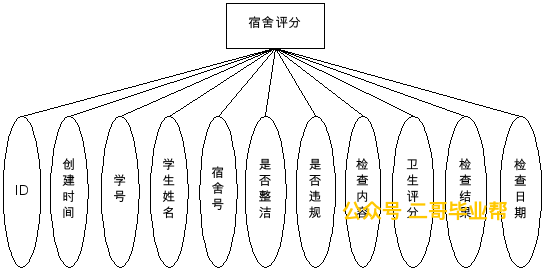 宿舍评分
ID
创建时间
学号
学生姓名
宿舍号
是否整洁
是否违规
检查内容
卫生评分
检查结果
检查日期
公众号 二哥毕业帮